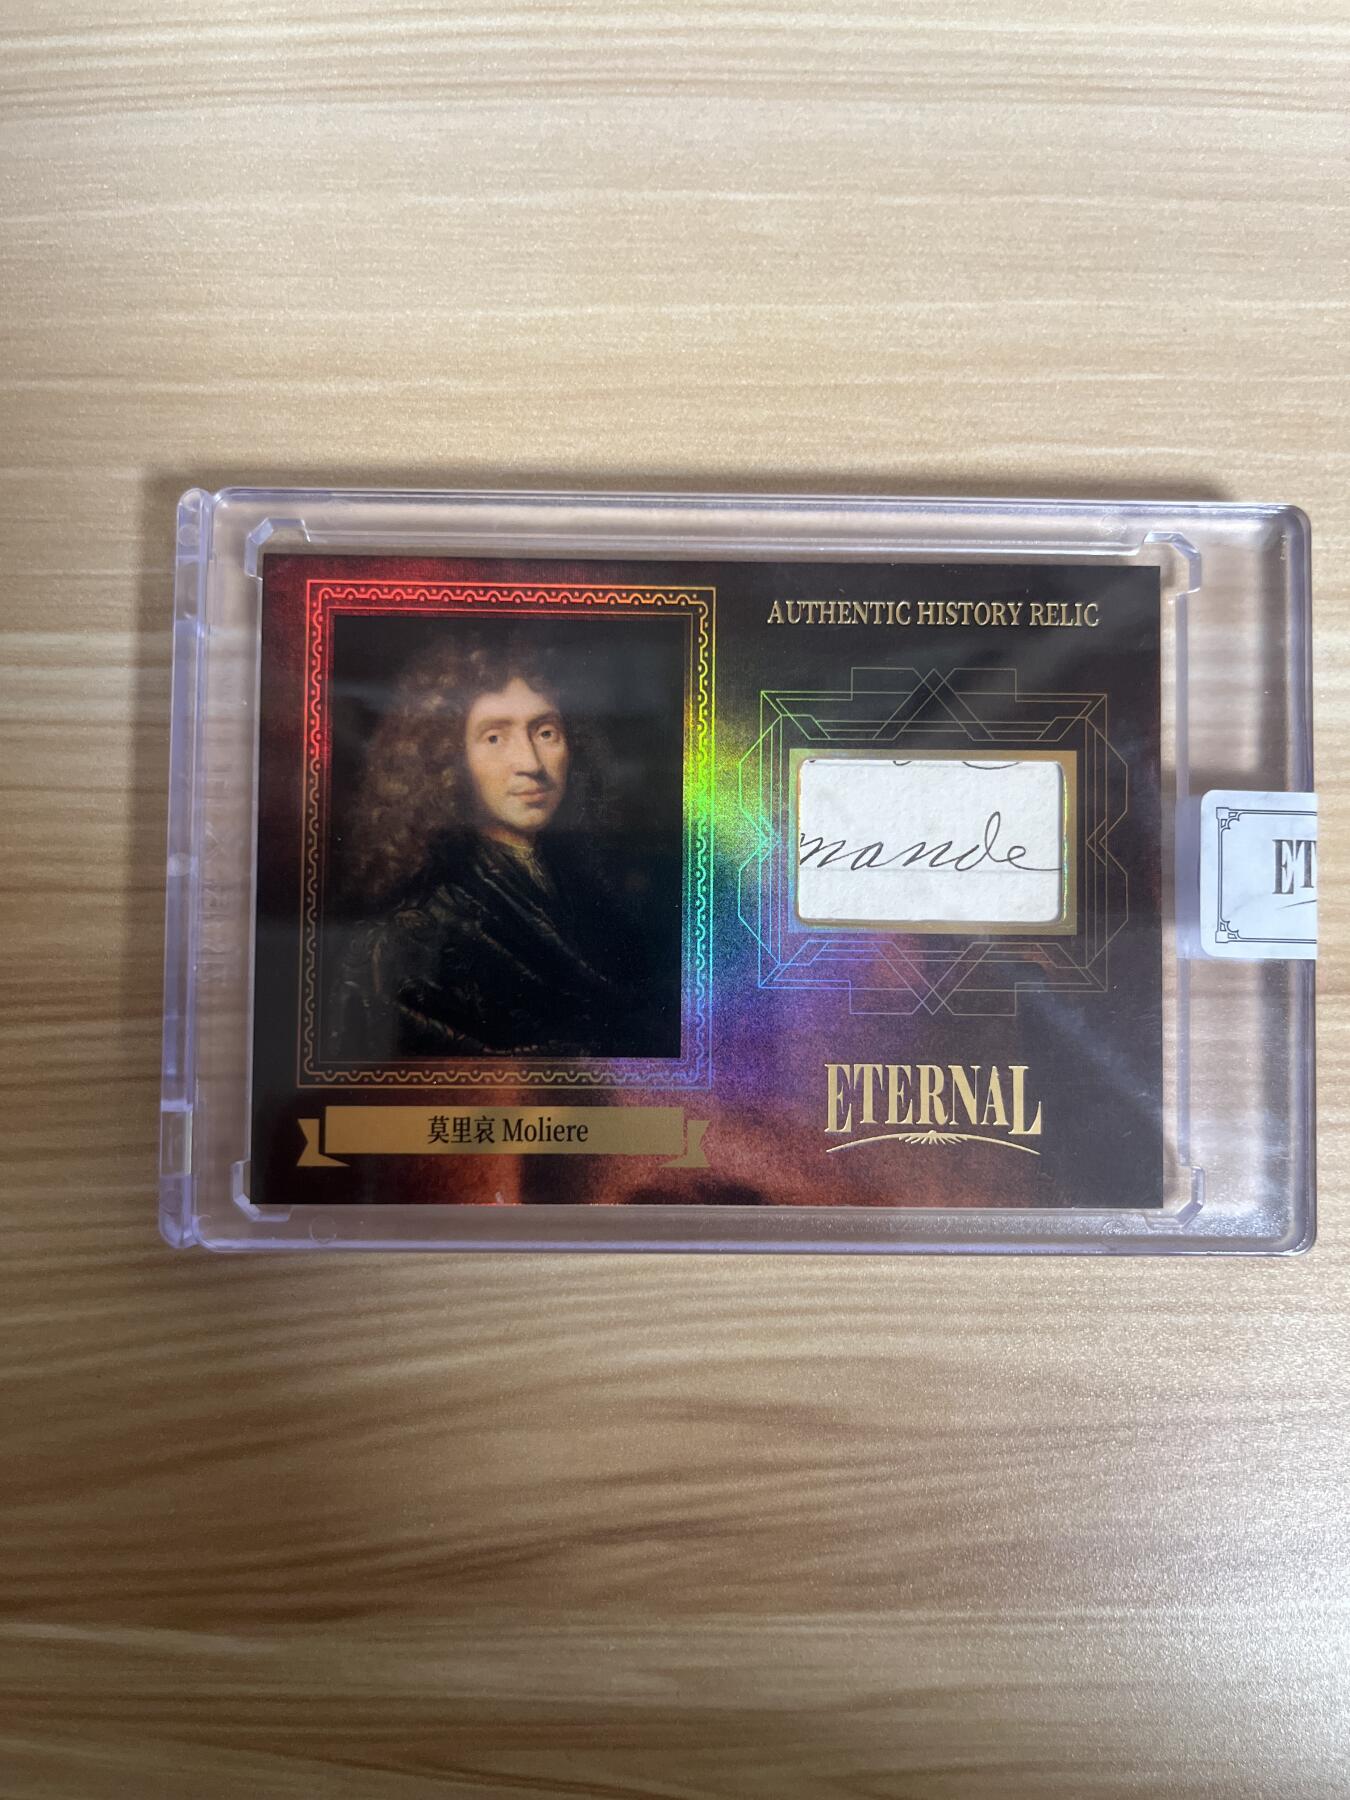 AUTHENTIC HISTORY RELIC
mande
ETERNAL
莫里哀 Moliere
ET